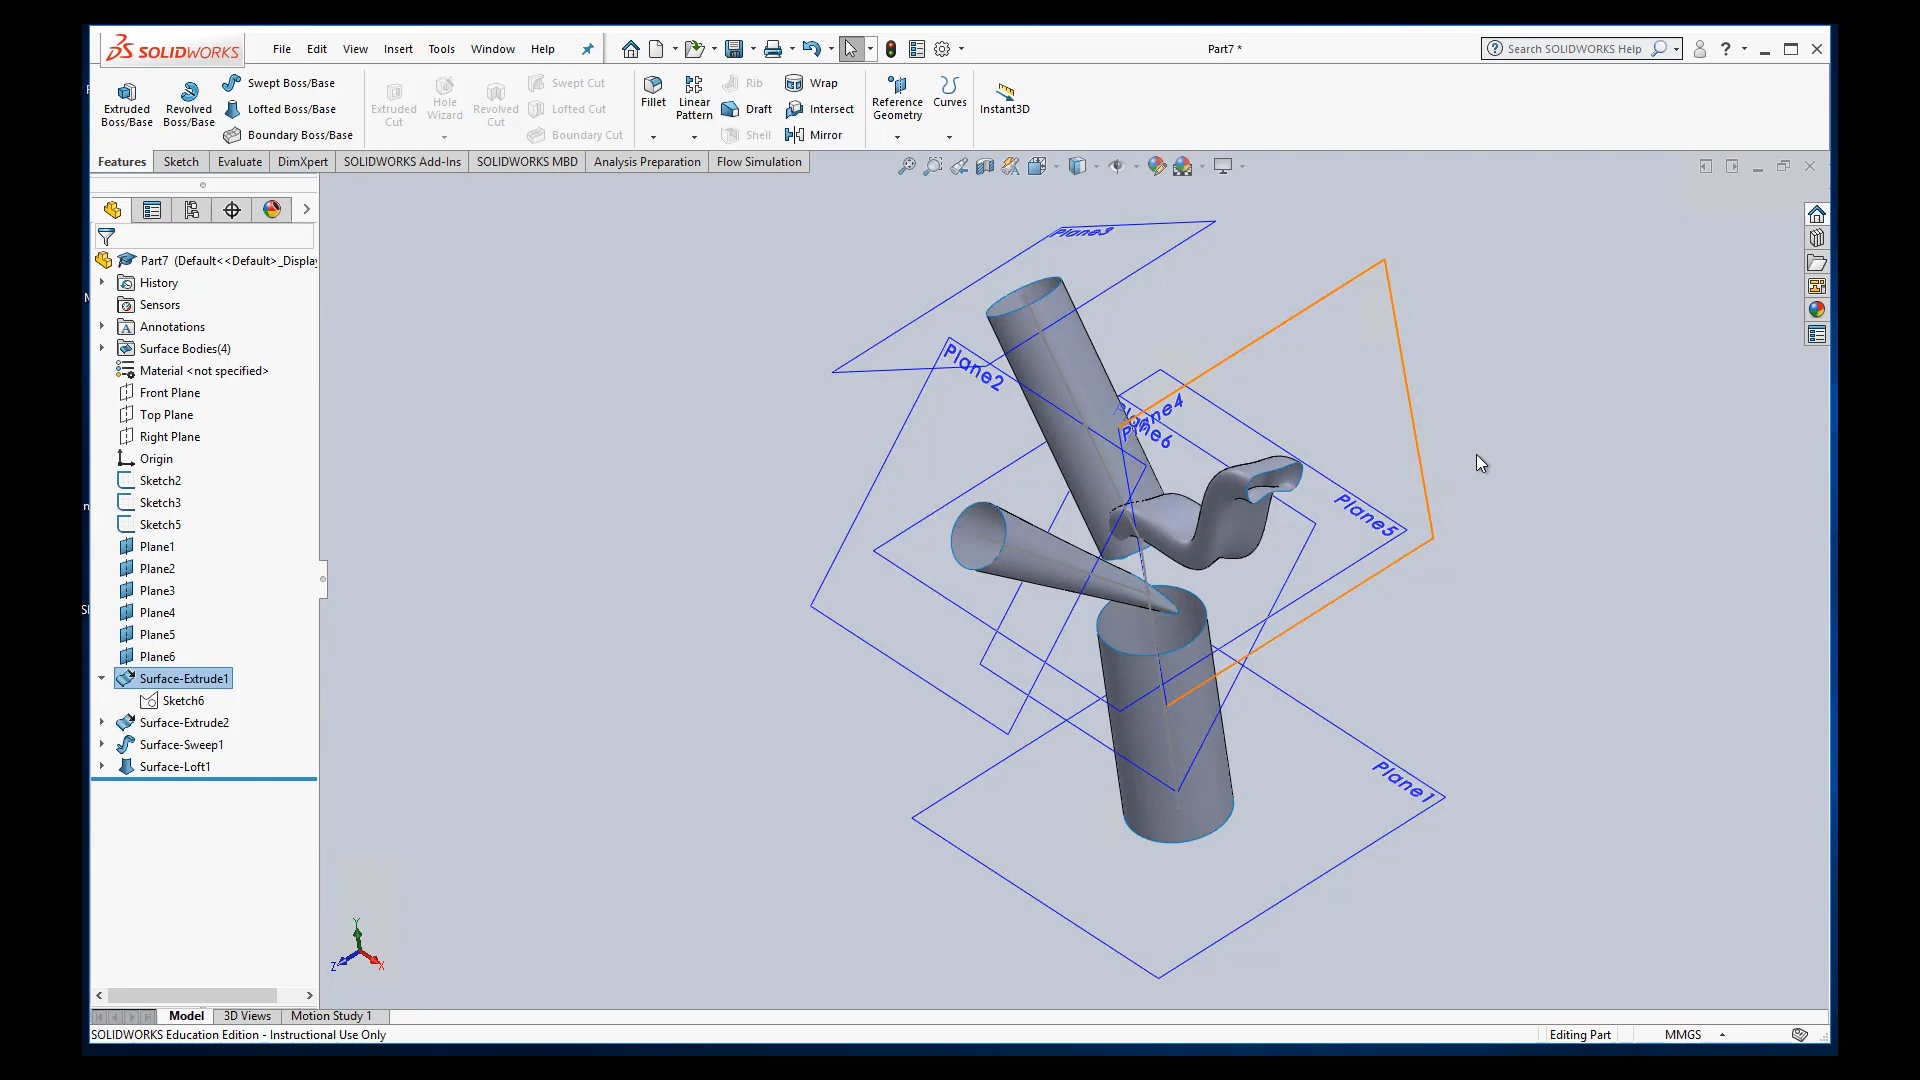 SOLIDWORKS File Edit View Insert Tools Window Help Part7 * Search SOLIDWORKS Help ?
Extruded Boss/Base
Revolved Boss/Base
Swept Boss/Base
Lofted Boss/Base
Boundary Boss/Base
Extruded Cut
Hole Wizard
Revolved Cut
Swept Cut
Lofted Cut
Boundary Cut
Fillet
Linear Pattern
Rib
Draft
Shell
Wrap
Intersect
Mirror
Reference Geometry
Curves
Instant3D
Features Sketch Evaluate DimXpert SOLIDWORKS Add-Ins SOLIDWORKS MBD Analysis Preparation Flow Simulation
Part7 (Default<<Default>_Displa
History
Sensors
Annotations
Surface Bodies(4)
Material <not specified>
Front Plane
Top Plane
Right Plane
Origin
Sketch2
Sketch3
Sketch5
Plane1
Plane2
Plane3
Plane4
Plane5
Plane6
Surface-Extrude1
Sketch6
Surface-Extrude2
Surface-Sweep1
Surface-Loft1
Plane3
Plane2
Plane4
Plane6
Plane5
Plane1
Y
Z
X
Model 3D Views Motion Study 1
SOLIDWORKS Education Edition - Instructional Use Only Editing Part MMGS